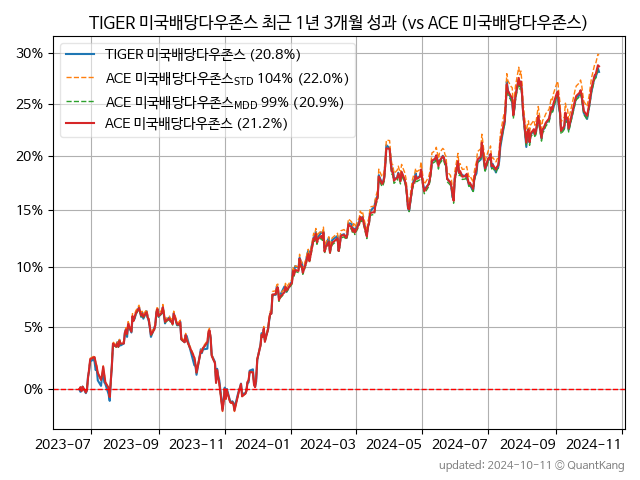 TIGER 미국배당다우존스 최근 1년 3개월 성과 (vs ACE 미국배당다우존스)
TIGER 미국배당다우존스 (20.8%)
ACE 미국배당다우존스STD 104% (22.0%)
ACE 미국배당다우존스MDD 99% (20.9%)
ACE 미국배당다우존스 (21.2%)
30%
25%
20%
15%
10%
5%
0%
2023-07 2023-09 2023-11 2024-01 2024-03 2024-05 2024-07 2024-09 2024-11
updated: 2024-10-11 ⓒ QuantKang